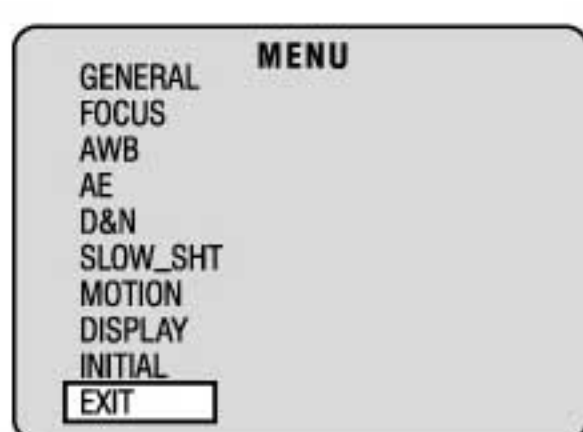 MENU
GENERAL
FOCUS
AWB
AE
D&N
SLOW_SHT
MOTION
DISPLAY
INITIAL
EXIT